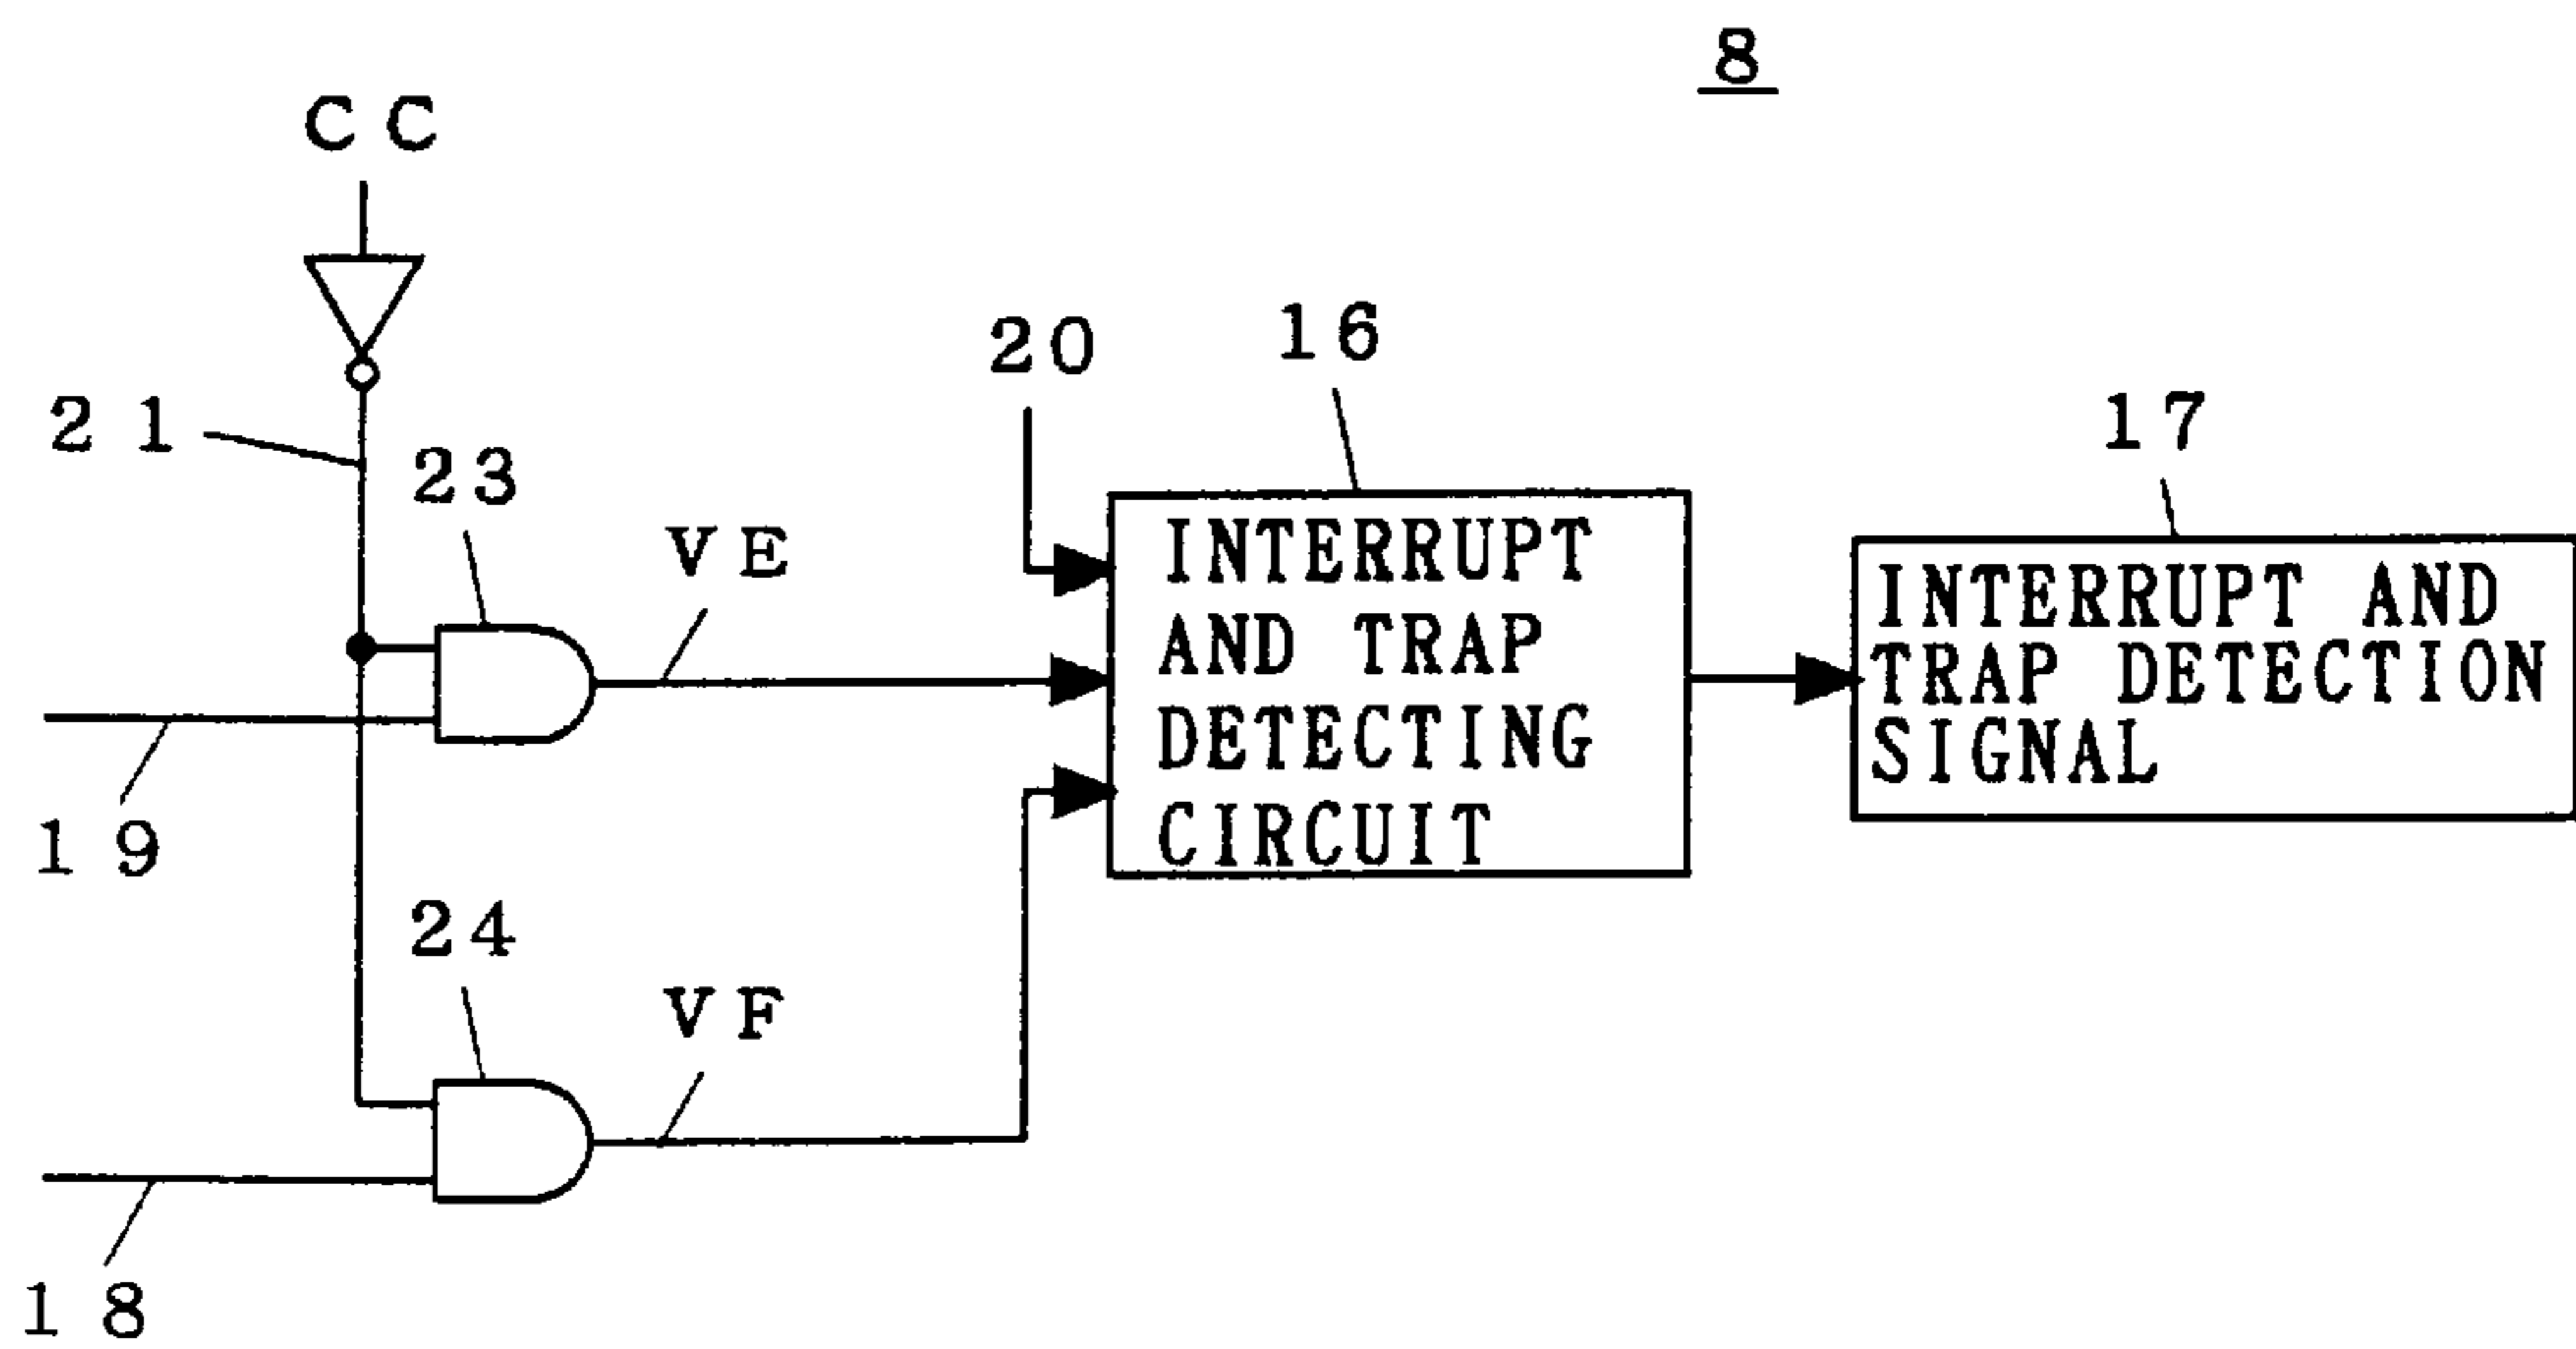 8
CC
20
16
21
17
23
VE
INTERRUPT
AND TRAP
DETECTING
CIRCUIT
INTERRUPT AND
TRAP DETECTION
SIGNAL
19
24
VF
18